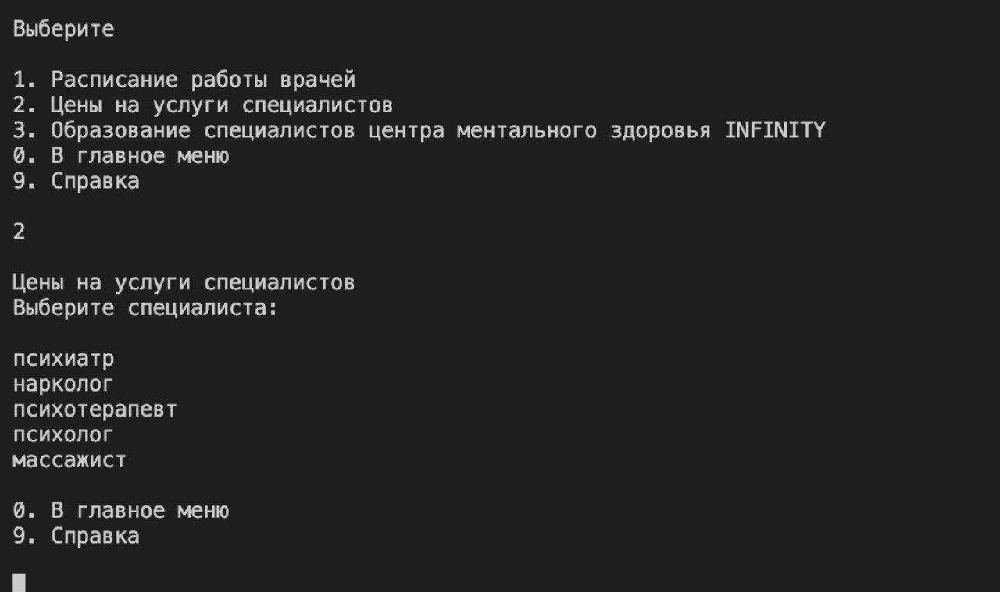 Выберите
1. Расписание работы врачей
2. Цены на услуги специалистов
3. Образование специалистов центра ментального здоровья INFINITY
0. В главное меню
9. Справка
2
Цены на услуги специалистов
Выберите специалиста:
психиатр
нарколог
психотерапевт
психолог
массажист
0. В главное меню
9. Справка